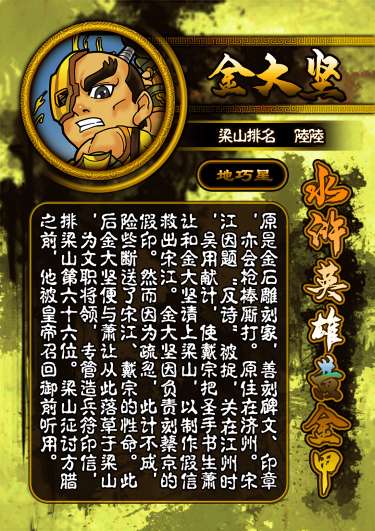 金大坚
梁山排名 陸陸
地巧星
水浒英雄黄金甲
原是金石雕刻家，善刻碑文、印章
，亦会枪棒厮打。原住在济州。宋
江因题“反诗”被捉，关在江州时
，吴用献计，使戴宗把圣手书生萧
让和金大坚请上梁山，以制作假信
救出宋江。金大坚因负责刻蔡京的
假印。然而因为疏忽，此计不成，
险些断送了宋江、戴宗的性命。此
后金大坚便与萧让从此落草于梁山
，为文职将领，专管造兵符印信，
排梁山第六十六位。梁山征讨方腊
之前，他被皇帝召回御前听用。